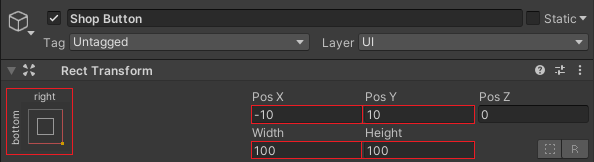 Shop Button
Static
Tag Untagged Layer UI
Rect Transform
right
bottom
Pos X Pos Y Pos Z
-10 10 0
Width Height
100 100
R